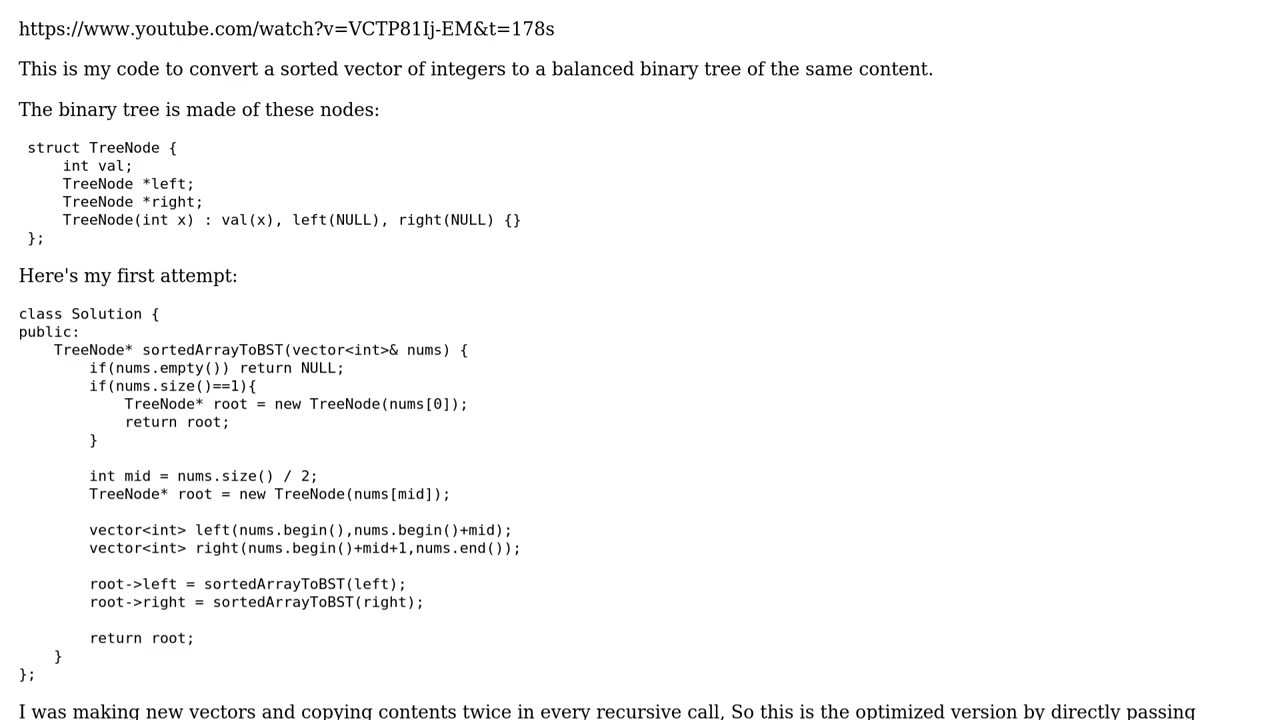 https://www.youtube.com/watch?v=VCTP81Ij-EM&t=178s
This is my code to convert a sorted vector of integers to a balanced binary tree of the same content.
The binary tree is made of these nodes:
 struct TreeNode {
     int val;
     TreeNode *left;
     TreeNode *right;
     TreeNode(int x) : val(x), left(NULL), right(NULL) {}
 };
Here's my first attempt:
class Solution {
public:
    TreeNode* sortedArrayToBST(vector<int>& nums) {
        if(nums.empty()) return NULL;
        if(nums.size()==1){
            TreeNode* root = new TreeNode(nums[0]);
            return root;
        }
        int mid = nums.size() / 2;
        TreeNode* root = new TreeNode(nums[mid]);
        vector<int> left(nums.begin(),nums.begin()+mid);
        vector<int> right(nums.begin()+mid+1,nums.end());
        root->left = sortedArrayToBST(left);
        root->right = sortedArrayToBST(right);
        return root;
    }
};
I was making new vectors and copying contents twice in every recursive call, So this is the optimized version by directly passing